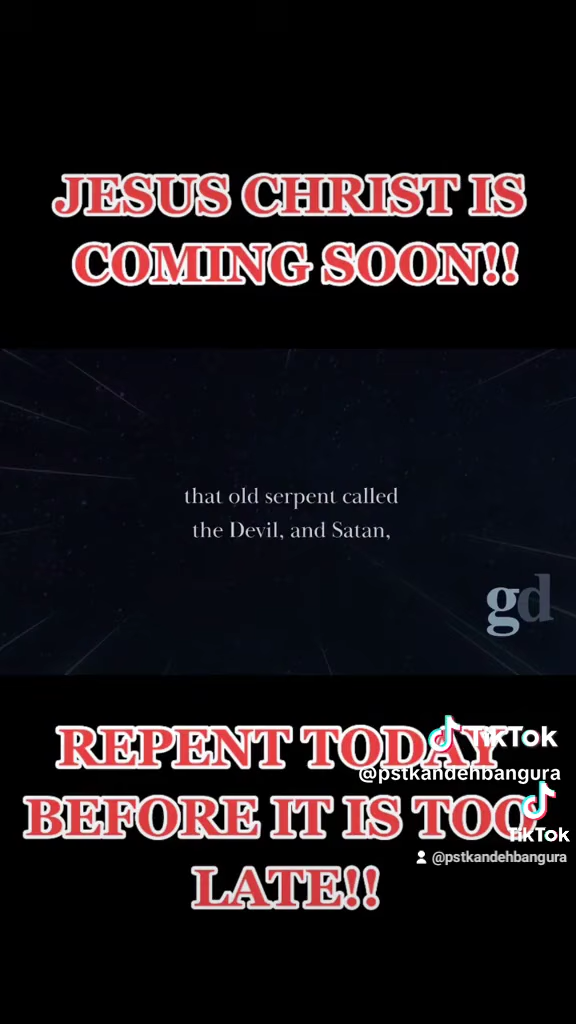 JESUS CHRIST IS
COMING SOON!!
that old serpent called
the Devil, and Satan,
gd
REPENT TODAY
TikTok
@pstkandehbangura
BEFORE IT IS TOO
TikTok
@pstkandehbangura
LATE!!